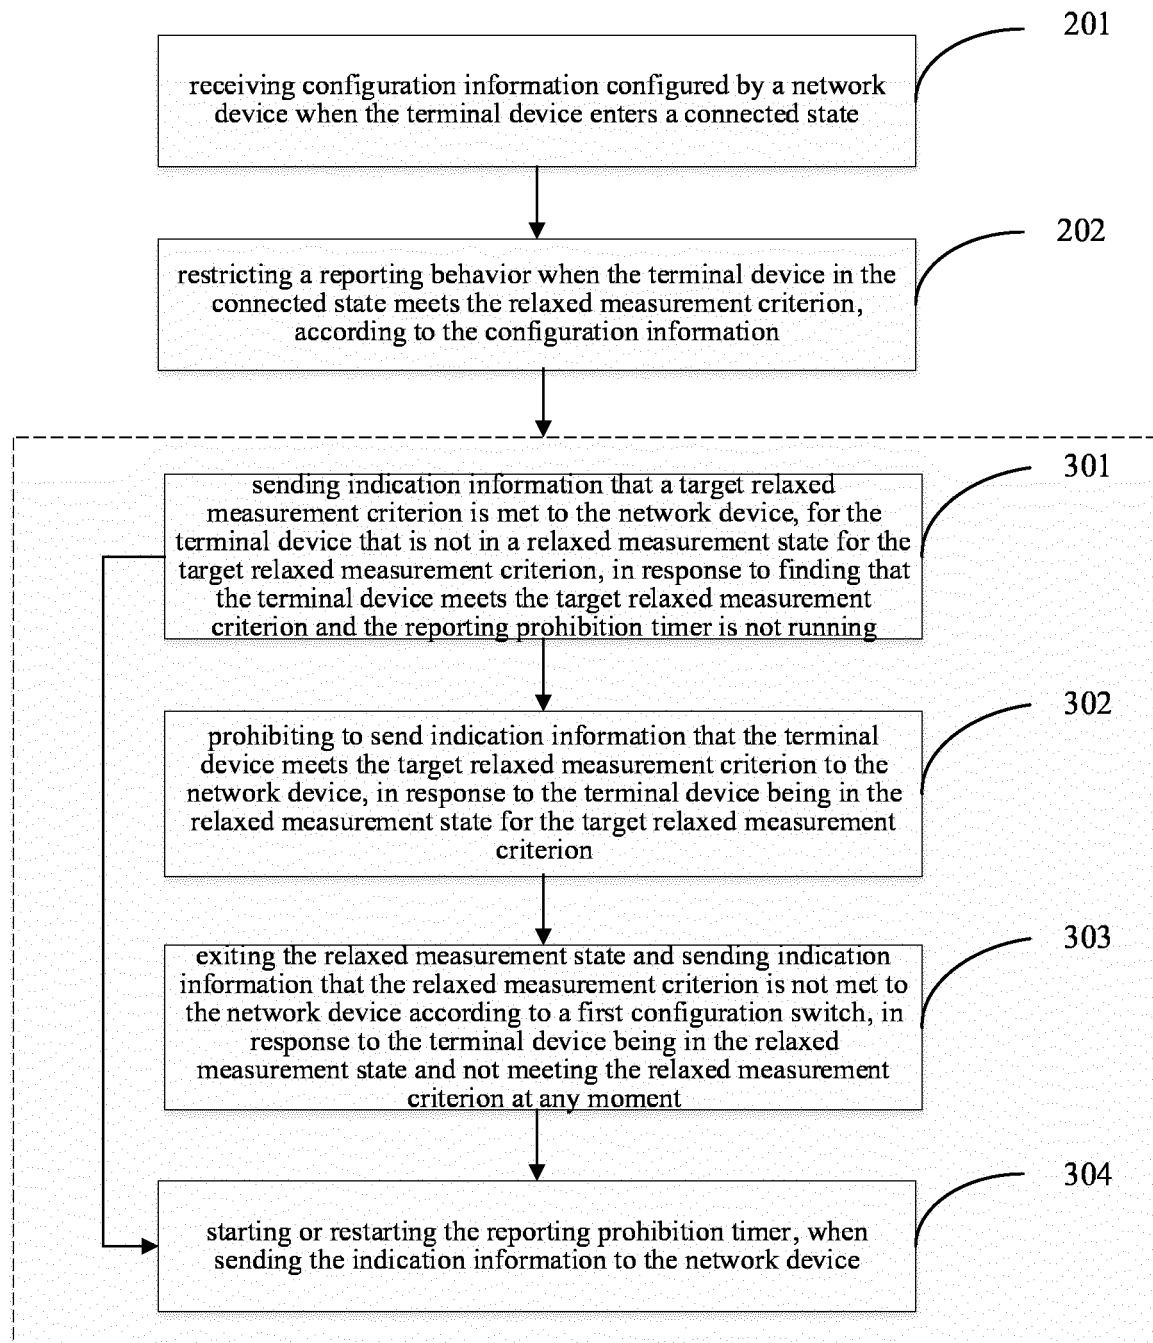 201
receiving configuration information configured by a network
device when the terminal device enters a connected state
202
restricting a reporting behavior when the terminal device in the
connected state meets the relaxed measurement criterion,
according to the configuration information
301
sending indication information that a target relaxed
measurement criterion is met to the network device, for the
terminal device that is not in a relaxed measurement state for the
target relaxed measurement criterion, in response to finding that
the terminal device meets the target relaxed measurement
criterion and the reporting prohibition timer is not running
302
prohibiting to send indication information that the terminal
device meets the target relaxed measurement criterion to the
network device, in response to the terminal device being in the
relaxed measurement state for the target relaxed measurement
criterion
303
exiting the relaxed measurement state and sending indication
information that the relaxed measurement criterion is not met to
the network device according to a first configuration switch, in
response to the terminal device being in the relaxed
measurement state and not meeting the relaxed measurement
criterion at any moment
304
starting or restarting the reporting prohibition timer, when
sending the indication information to the network device